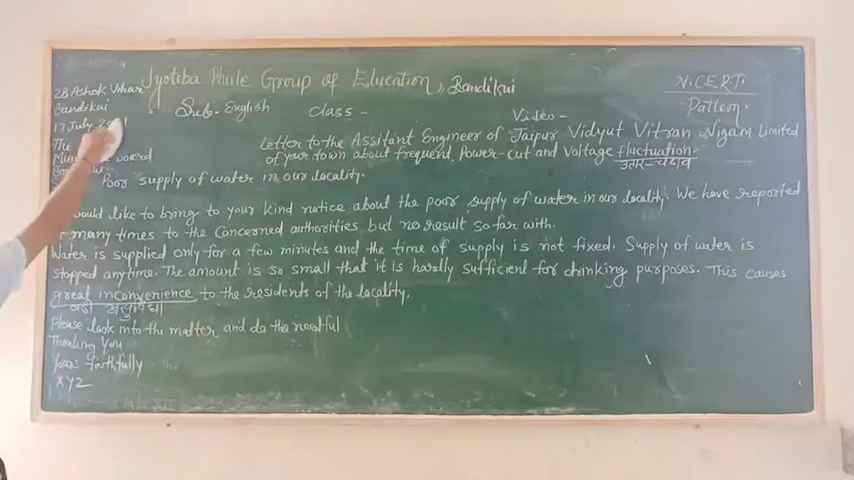 Jyotoba Phule Group of Education, Bandikui
N.C.E.R.T.
Pattern
28 Ashok Vihar
Bandikui
Sub- English
Class -
Video -
17 July, 2
The
Letter to the Assitant Engineer of Jaipur Vidyut Vitran Nigam Limited
of your town about frequent Power-cut and Voltage fluctuation.
उतार-चढाव
Poor supply of water in our locality.
would like to bring to your kind notice about the poor supply of water in our locality. We have reported
many times to the concerned authorities but no result so far with.
Water is supplied only for a few minutes and the time of supply is not fixed. Supply of water is
stopped anytime. The amount is so small that it is hardly sufficient for drinking purposes. This causes
great inconvenience to the residents of the locality.
Please look into the matter and do the needful
Thanking You
Yours faithfully
XYZ